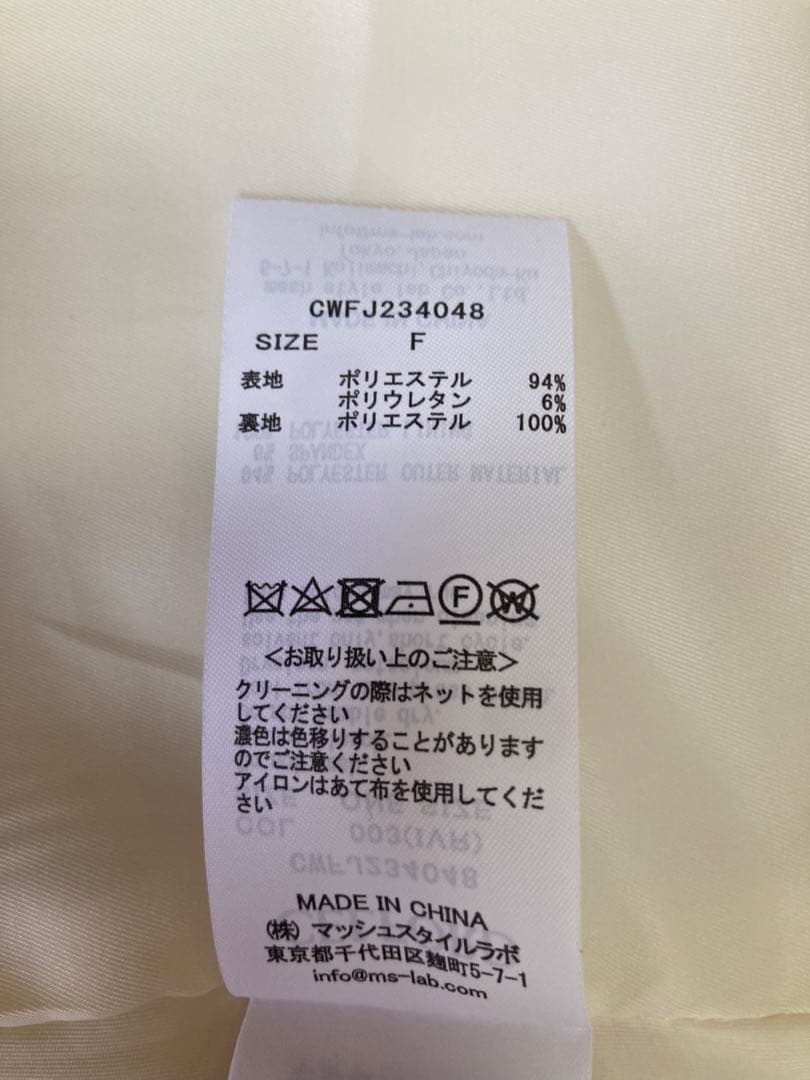 CWFJ234048
SIZE F
表地 ポリエステル 94%
ポリウレタン 6%
裏地 ポリエステル 100%
F
W
<お取り扱い上のご注意>
クリーニングの際はネットを使用
してください
濃色は色移りすることがあります
のでご注意ください
アイロンはあて布を使用してくだ
さい
MADE IN CHINA
(株) マッシュスタイルラボ
東京都千代田区麹町5-7-1
info@ms-lab.com